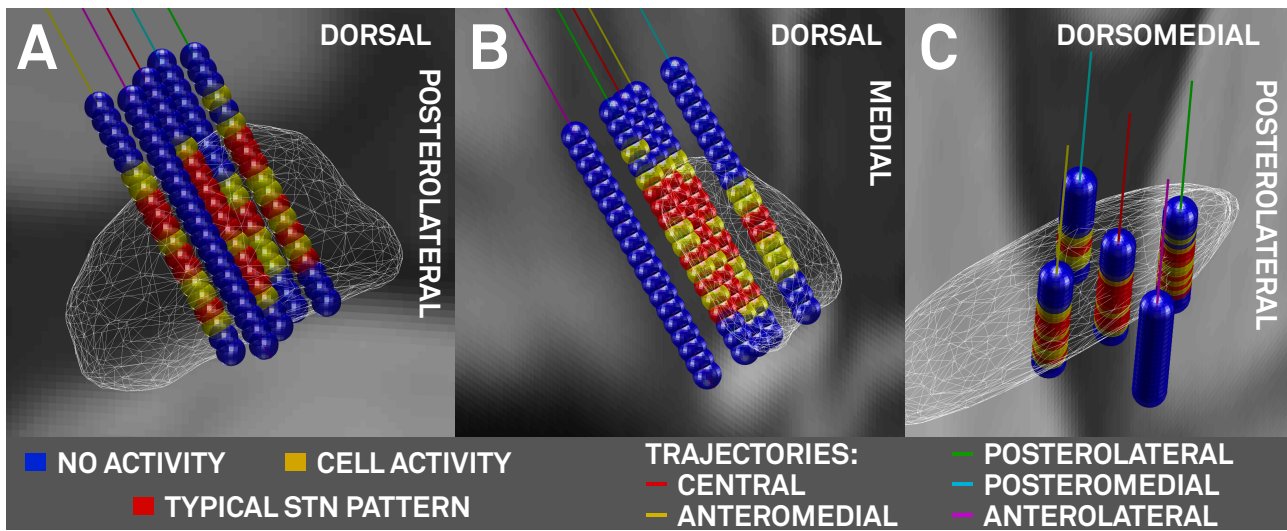 A
DORSAL
POSTEROLATERAL
B
DORSAL
MEDIAL
C
DORSOMEDIAL
POSTEROLATERAL
NO ACTIVITY
CELL ACTIVITY
TYPICAL STN PATTERN
TRAJECTORIES:
CENTRAL
ANTEROMEDIAL
POSTEROLATERAL
POSTEROMEDIAL
ANTEROLATERAL